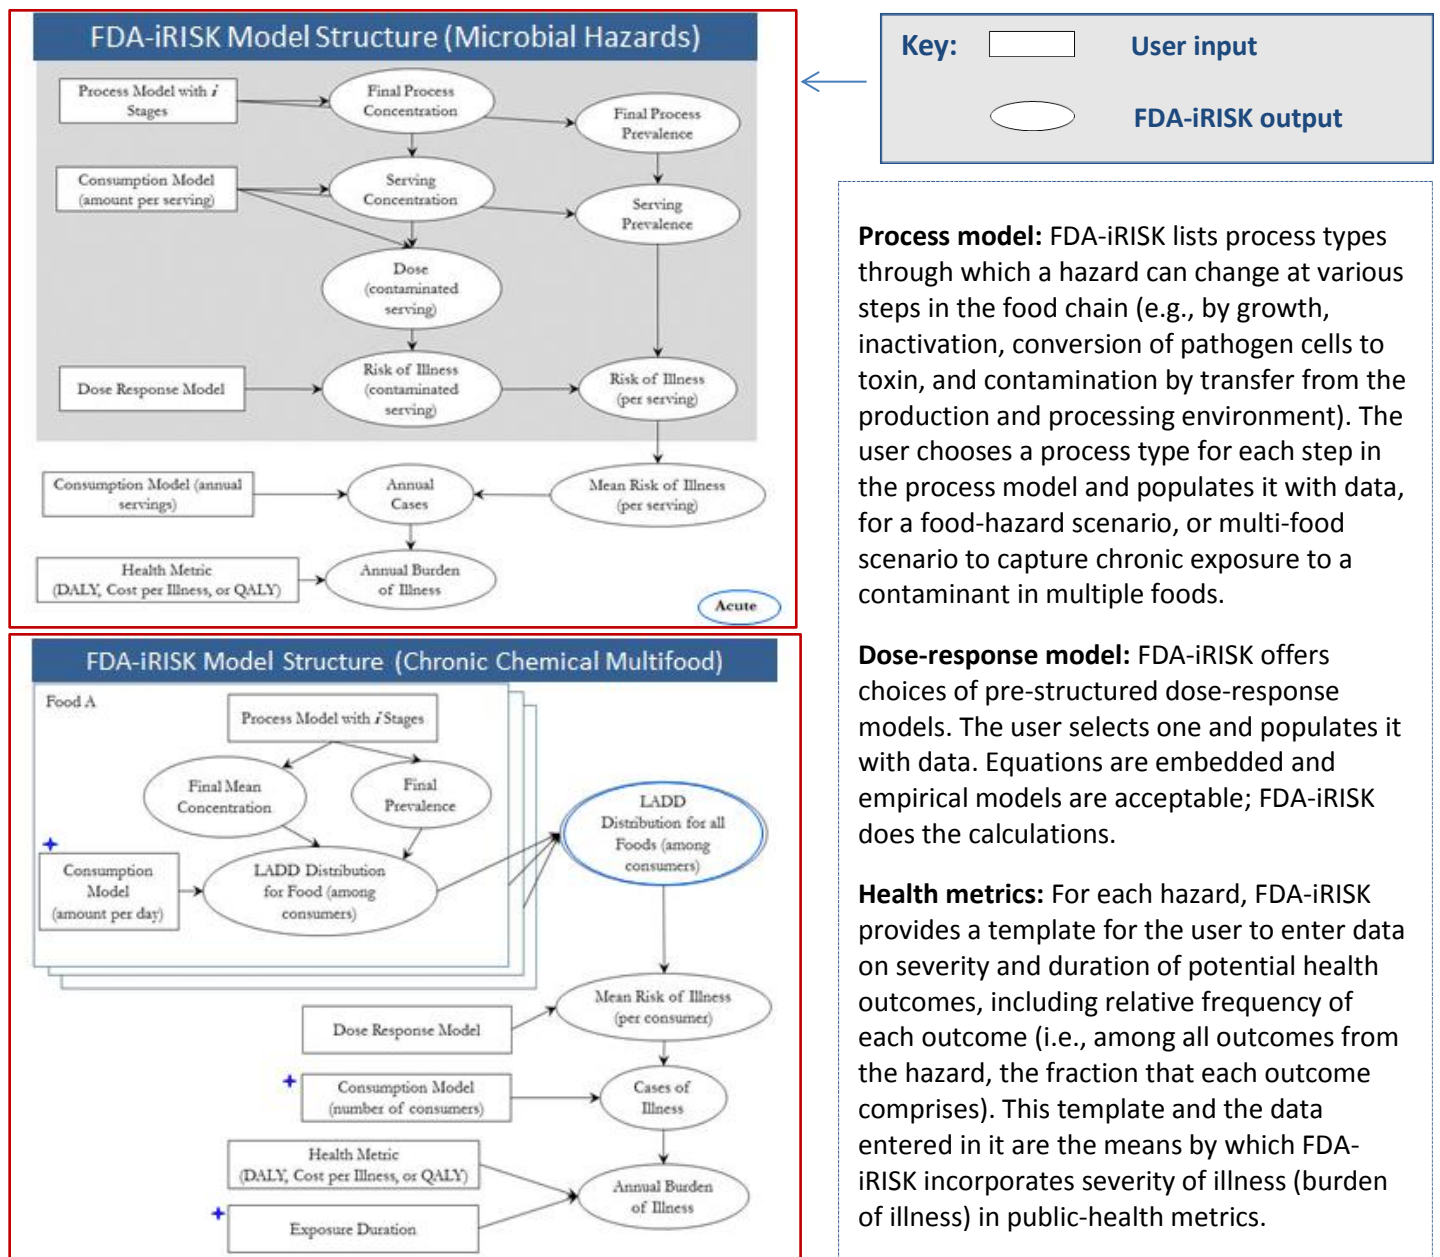 FDA-iRISK Model Structure (Microbial Hazards)
Process Model with i
Stages
Final Process
Concentration
Final Process
Prevalence
Consumption Model
(amount per serving)
Serving
Concentration
Serving
Prevalence
Dose
(contaminated
serving)
Dose Response Model
Risk of Illness
(contaminated
serving)
Risk of Illness
(per serving)
Consumption Model (annual
servings)
Annual
Cases
Mean Risk of Illness
(per serving)
Health Metric
(DALY, Cost per Illness, or QALY)
Annual Burden
of Illness
Acute
FDA-iRISK Model Structure (Chronic Chemical Multifood)
Food A
Process Model with i Stages
Final Mean
Concentration
Final
Prevalence
LADD
Distribution for all
Foods (among
consumers)
Consumption
Model
(amount per day)
LADD Distribution
for Food (among
consumers)
Mean Risk of Illness
(per consumer)
Dose Response Model
Consumption Model
(number of consumers)
Cases of
Illness
Health Metric
(DALY, Cost per Illness, or QALY)
Annual Burden
of Illness
Exposure Duration
Key:
User input
FDA-iRISK output
Process model: FDA-iRISK lists process types
through which a hazard can change at various
steps in the food chain (e.g., by growth,
inactivation, conversion of pathogen cells to
toxin, and contamination by transfer from the
production and processing environment). The
user chooses a process type for each step in
the process model and populates it with data,
for a food-hazard scenario, or multi-food
scenario to capture chronic exposure to a
contaminant in multiple foods.
Dose-response model: FDA-iRISK offers
choices of pre-structured dose-response
models. The user selects one and populates it
with data. Equations are embedded and
empirical models are acceptable; FDA-iRISK
does the calculations.
Health metrics: For each hazard, FDA-iRISK
provides a template for the user to enter data
on severity and duration of potential health
outcomes, including relative frequency of
each outcome (i.e., among all outcomes from
the hazard, the fraction that each outcome
comprises). This template and the data
entered in it are the means by which FDA-
iRISK incorporates severity of illness (burden
of illness) in public-health metrics.